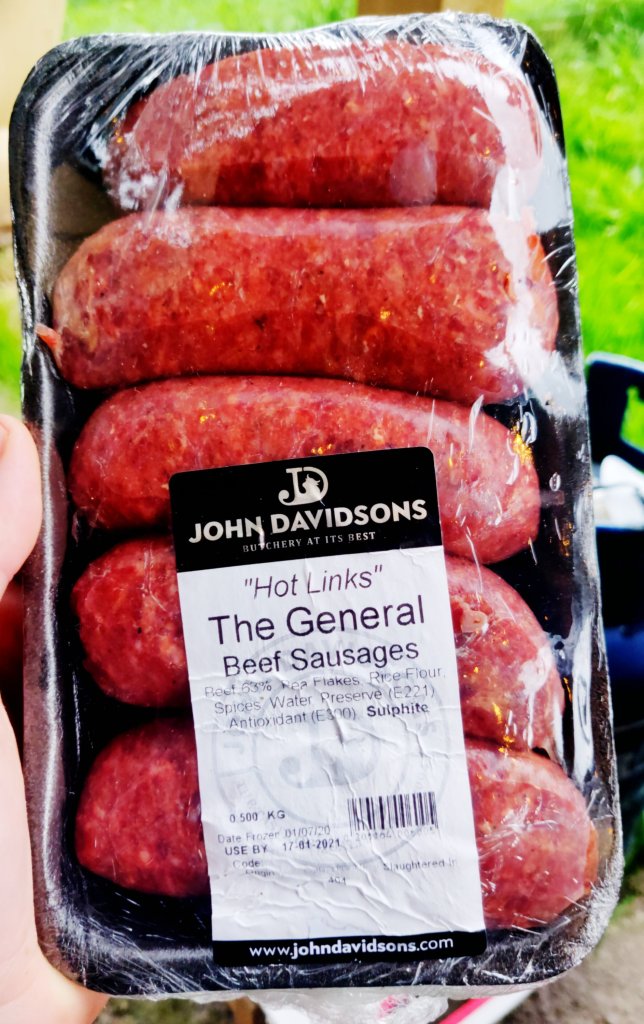 JD
JOHN DAVIDSONS
BUTCHERY AT ITS BEST
"Hot Links"
The General
Beef Sausages
Beef 63%, Pea Flakes, Rice Flour,
Spices, Water, Preserve (E221)
Antioxidant (E300) Sulphite
0.500 KG
Date Frozen 01/07/20
USE BY 17-01-2021
Code:
Origin
Slaughtered In
www.johndavidsons.com